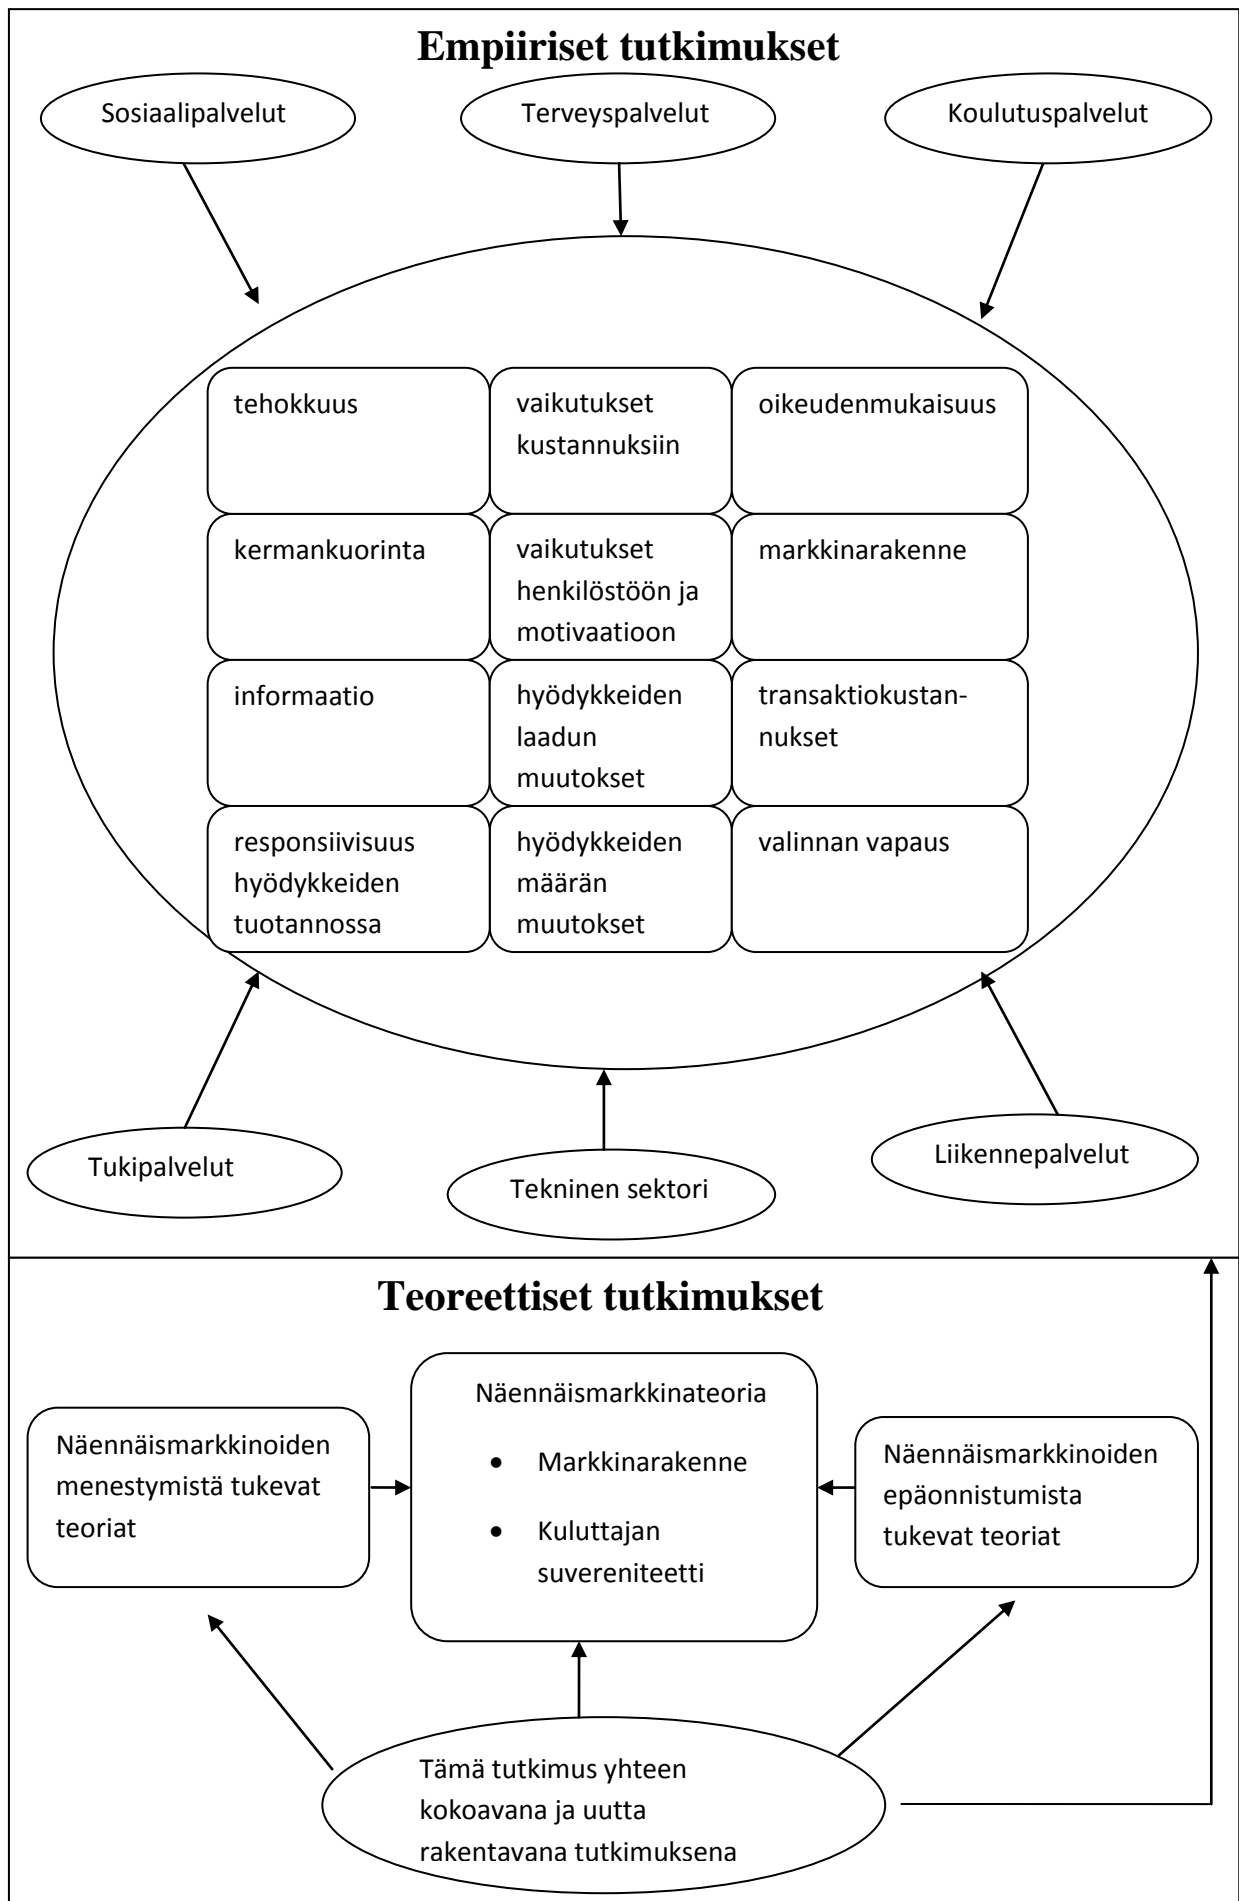 Empiiriset tutkimukset
Sosiaalipalvelut
Terveyspalvelut
Koulutuspalvelut
tehokkuus
vaikutukset
kustannuksiin
oikeudenmukaisuus
kermankuorinta
vaikutukset
henkilöstöön ja
motivaatioon
markkinarakenne
informaatio
hyödykkeiden
laadun
muutokset
transaktiokustan-
nukset
responsiivisuus
hyödykkeiden
tuotannossa
hyödykkeiden
määrän
muutokset
valinnan vapaus
Tukipalvelut
Tekninen sektori
Liikennepalvelut
Teoreettiset tutkimukset
Näennäismarkkinoiden
menestymistä tukevat
teoriat
Näennäismarkkinateoria
• Markkinarakenne
• Kuluttajan
suvereniteetti
Näennäismarkkinoiden
epäonnistumista
tukevat teoriat
Tämä tutkimus yhteen
kokoavana ja uutta
rakentavana tutkimuksena